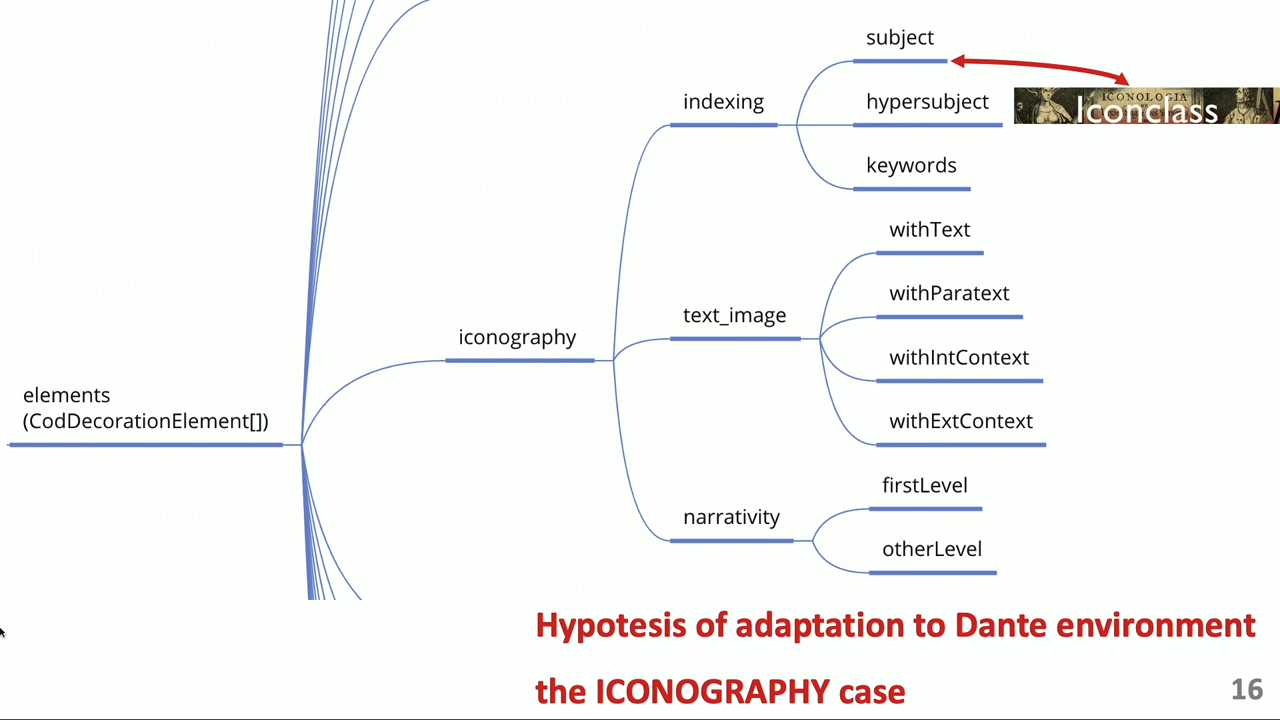 subject
indexing
hypersubject
ICONOLOGIA
Iconclass
keywords
withText
withParatext
text_image
iconography
withIntContext
elements
(CodDecorationElement[])
withExtContext
firstLevel
narrativity
otherLevel
Hypotesis of adaptation to Dante environment
the ICONOGRAPHY case
16